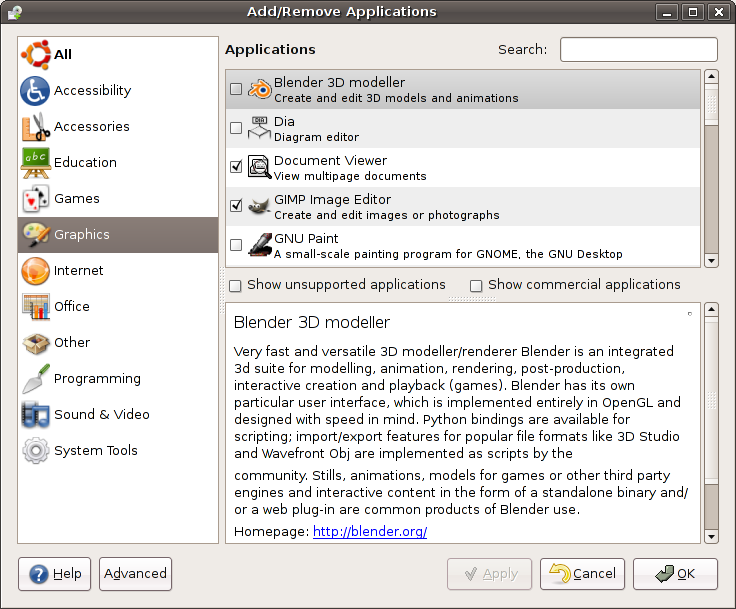 Add/Remove Applications
All
Accessibility
Accessories
abc
Education
Games
Graphics
Internet
Office
Other
Programming
Sound & Video
System Tools
Applications
Search:
Blender 3D modeller
Create and edit 3D models and animations
Dia
Diagram editor
Document Viewer
View multipage documents
GIMP Image Editor
Create and edit images or photographs
GNU Paint
A small-scale painting program for GNOME, the GNU Desktop
Show unsupported applications
Show commercial applications
Blender 3D modeller
Very fast and versatile 3D modeller/renderer Blender is an integrated
3d suite for modelling, animation, rendering, post-production,
interactive creation and playback (games). Blender has its own
particular user interface, which is implemented entirely in OpenGL and
designed with speed in mind. Python bindings are available for
scripting; import/export features for popular file formats like 3D Studio
and Wavefront Obj are implemented as scripts by the
community. Stills, animations, models for games or other third party
engines and interactive content in the form of a standalone binary and/
or a web plug-in are common products of Blender use.
Homepage: http://blender.org/
Help
Advanced
Apply
Cancel
OK